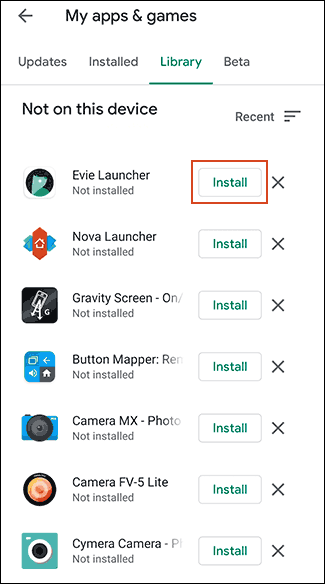 My apps & games
Updates Installed Library Beta
Not on this device
Recent
Evie Launcher
Not installed
Install
Nova Launcher
Not installed
Install
Gravity Screen - On/
Not installed
Install
Button Mapper: Rem
Not installed
Install
Camera MX - Photo
Not installed
Install
Camera FV-5 Lite
Not installed
Install
Cymera Camera - Ph
Not installed
Install